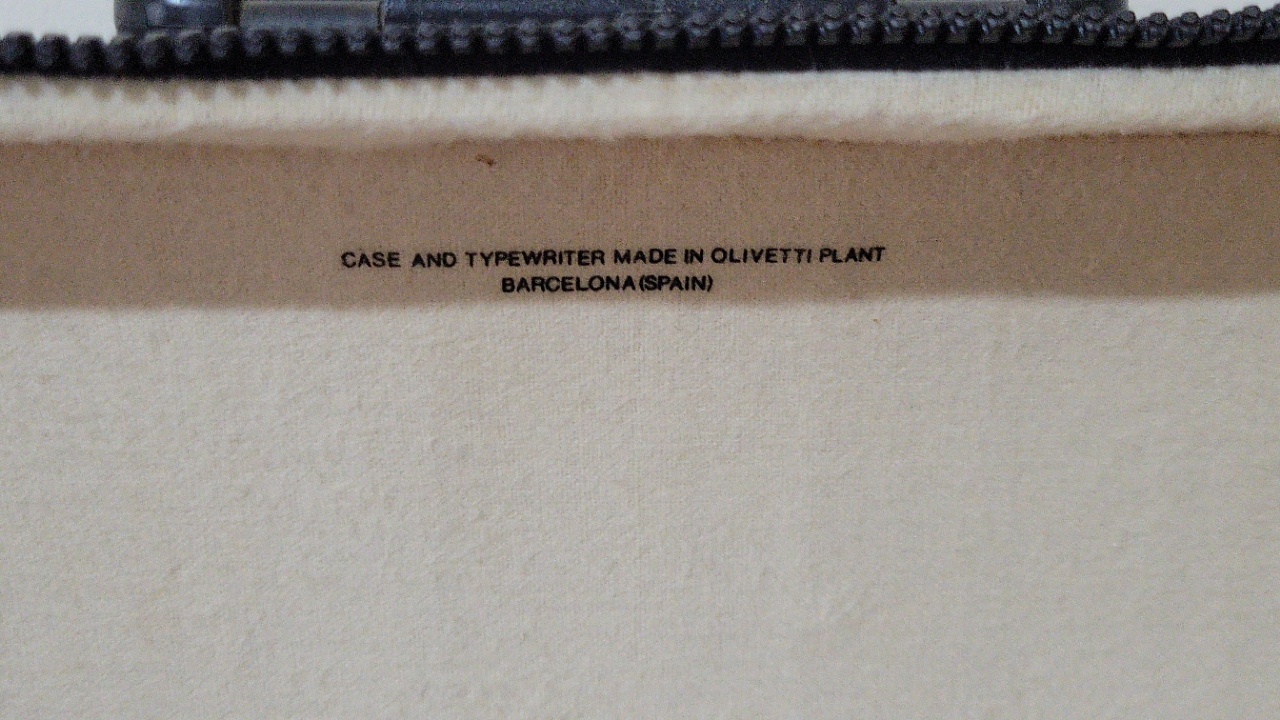 CASE AND TYPEWRITER MADE IN OLIVETTI PLANT
BARCELONA (SPAIN)